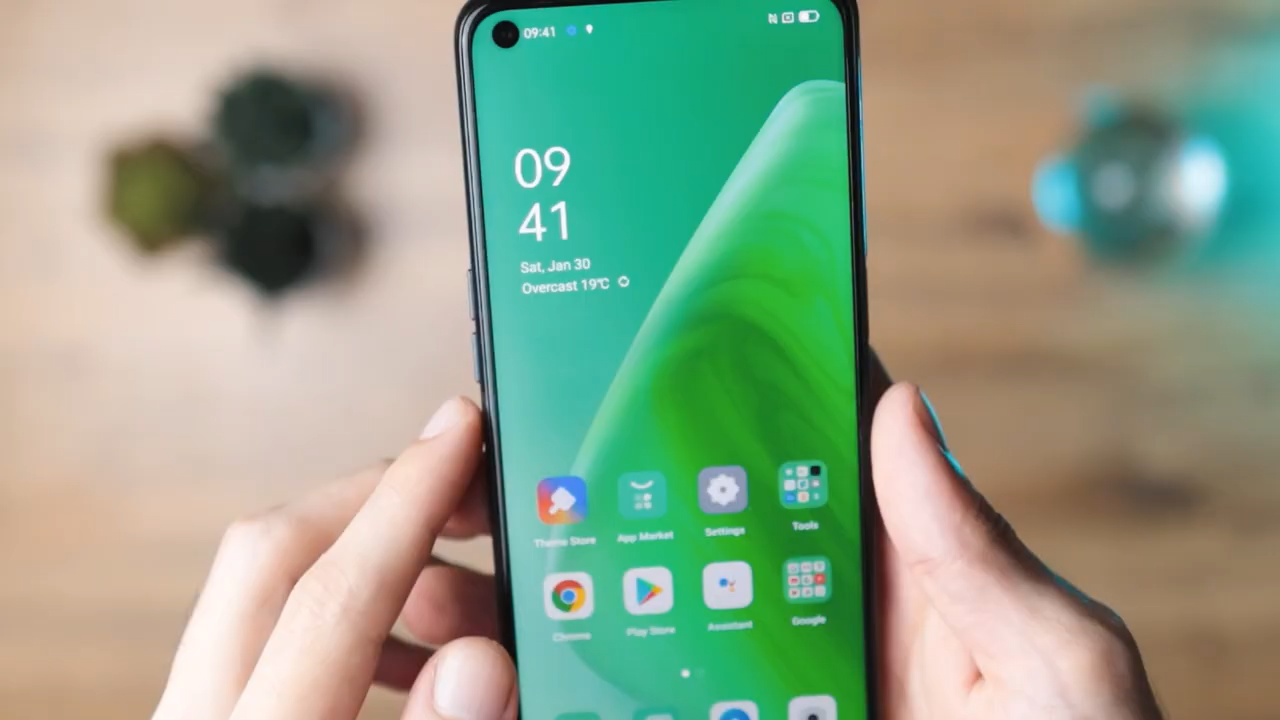 09:41
09
41
Sat, Jan 30
Overcast 19°C
Theme Store
App Market
Settings
Tools
Chrome
Play Store
Assistant
Google